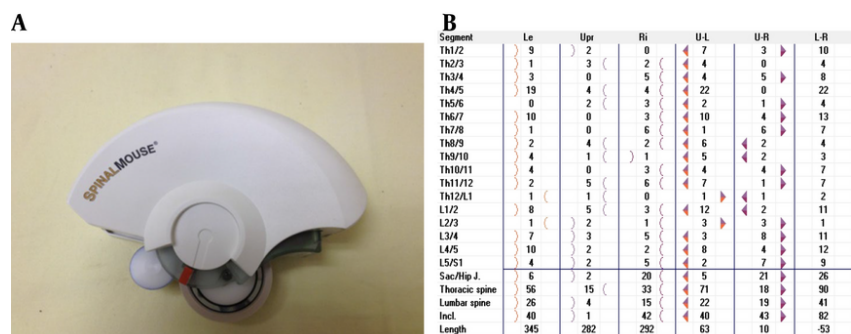 A
SPINALMOUSE®
B
Segment Le Upr Ri U-L U-R L-R
Th1/2 9 2 0 7 3 10
Th2/3 1 3 2 4 0 4
Th3/4 3 0 5 4 5 8
Th4/5 19 4 4 22 0 22
Th5/6 0 2 3 2 1 4
Th6/7 10 0 3 10 4 13
Th7/8 1 0 6 1 6 7
Th8/9 2 4 2 6 2 4
Th9/10 4 1 1 5 2 3
Th10/11 4 0 3 4 4 7
Th11/12 2 5 6 7 1 7
Th12/L1 1 1 0 1 1 2
L1/2 8 5 3 12 2 11
L2/3 1 2 1 3 3 1
L3/4 7 3 5 3 8 11
L4/5 10 2 2 8 4 12
L5/S1 4 2 5 2 7 9
Sac/Hip J. 6 2 20 5 21 26
Thoracic spine 56 15 33 71 18 90
Lumbar spine 26 4 15 22 19 41
Incl. 40 1 42 40 43 82
Length 345 282 292 63 10 -53